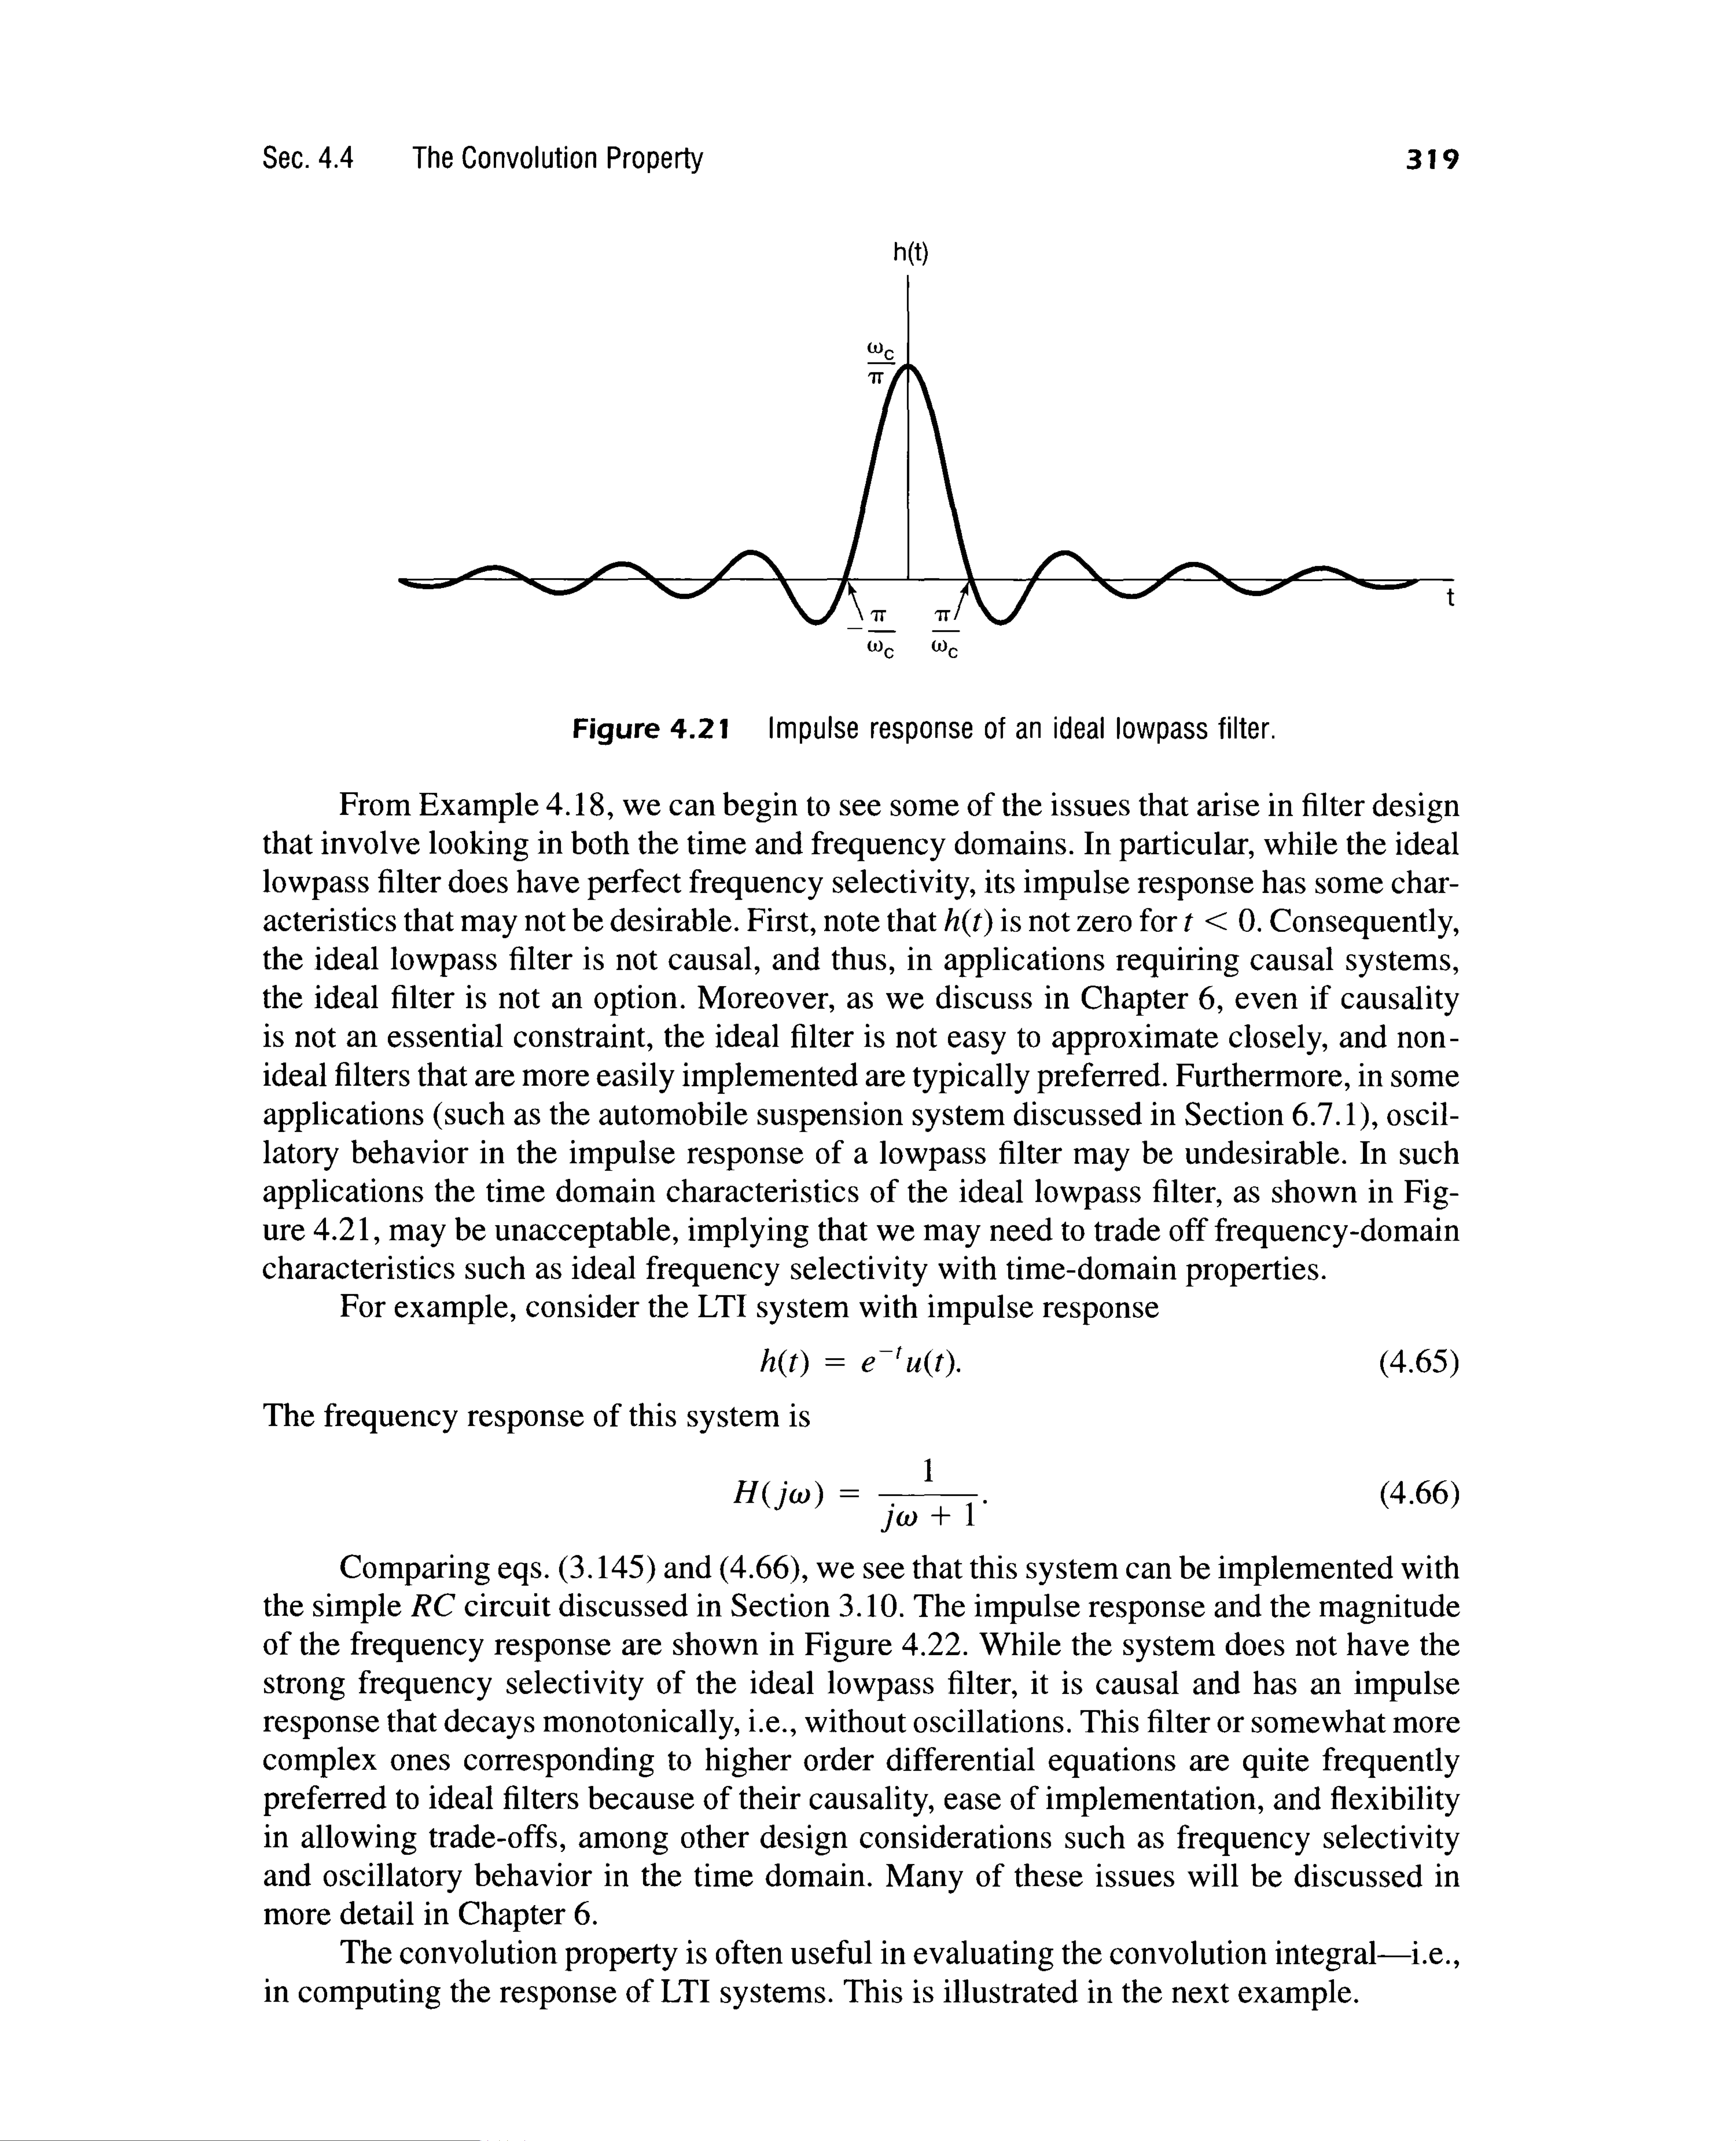 Sec. 4.4 The Convolution Property 319
h(t)
ωc
π
t
π π
− ωc ωc
Figure 4.21 Impulse response of an ideal lowpass filter.
From Example 4.18, we can begin to see some of the issues that arise in filter design
that involve looking in both the time and frequency domains. In particular, while the ideal
lowpass filter does have perfect frequency selectivity, its impulse response has some char-
acteristics that may not be desirable. First, note that h(t) is not zero for t < 0. Consequently,
the ideal lowpass filter is not causal, and thus, in applications requiring causal systems,
the ideal filter is not an option. Moreover, as we discuss in Chapter 6, even if causality
is not an essential constraint, the ideal filter is not easy to approximate closely, and non-
ideal filters that are more easily implemented are typically preferred. Furthermore, in some
applications (such as the automobile suspension system discussed in Section 6.7.1), oscil-
latory behavior in the impulse response of a lowpass filter may be undesirable. In such
applications the time domain characteristics of the ideal lowpass filter, as shown in Fig-
ure 4.21, may be unacceptable, implying that we may need to trade off frequency-domain
characteristics such as ideal frequency selectivity with time-domain properties.
For example, consider the LTI system with impulse response
h(t) = e^{−t}u(t). (4.65)
The frequency response of this system is
H(jω) = 1 / (jω + 1). (4.66)
Comparing eqs. (3.145) and (4.66), we see that this system can be implemented with
the simple RC circuit discussed in Section 3.10. The impulse response and the magnitude
of the frequency response are shown in Figure 4.22. While the system does not have the
strong frequency selectivity of the ideal lowpass filter, it is causal and has an impulse
response that decays monotonically, i.e., without oscillations. This filter or somewhat more
complex ones corresponding to higher order differential equations are quite frequently
preferred to ideal filters because of their causality, ease of implementation, and flexibility
in allowing trade-offs, among other design considerations such as frequency selectivity
and oscillatory behavior in the time domain. Many of these issues will be discussed in
more detail in Chapter 6.
The convolution property is often useful in evaluating the convolution integral—i.e.,
in computing the response of LTI systems. This is illustrated in the next example.